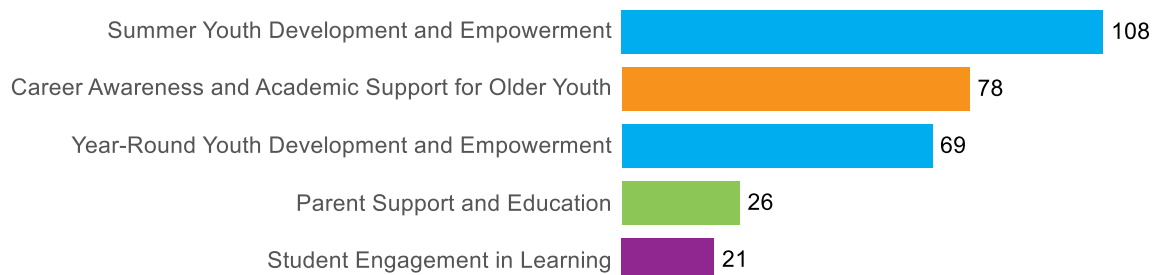 Summer Youth Development and Empowerment 108
Career Awareness and Academic Support for Older Youth 78
Year-Round Youth Development and Empowerment 69
Parent Support and Education 26
Student Engagement in Learning 21